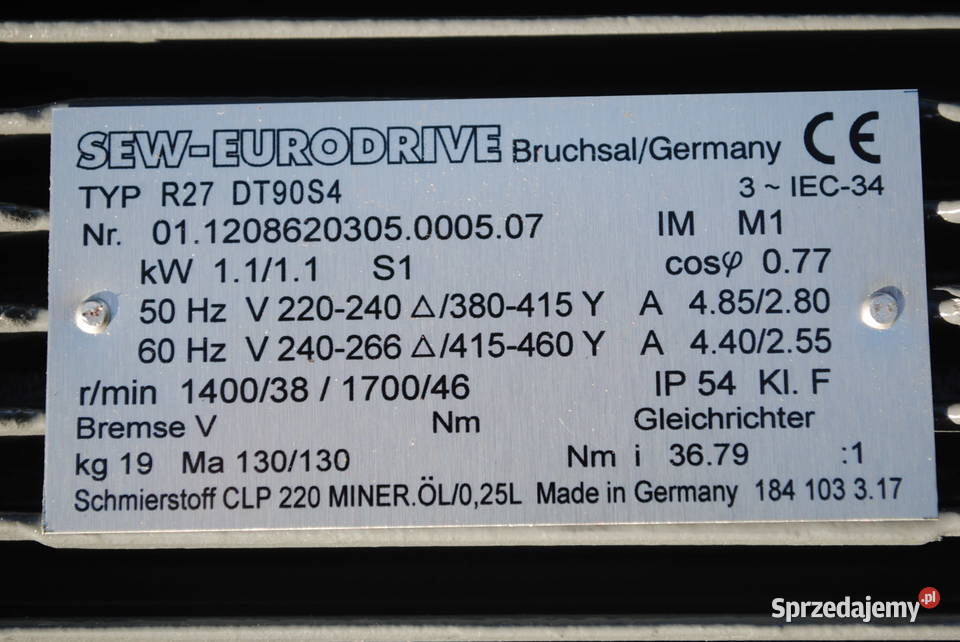 SEW-EURODRIVE Bruchsal/Germany CE
TYP R27 DT90S4 3 ~ IEC-34
Nr. 01.1208620305.0005.07 IM M1
kW 1.1/1.1 S1 cosφ 0.77
50 Hz V 220-240 △/380-415 Y A 4.85/2.80
60 Hz V 240-266 △/415-460 Y A 4.40/2.55
r/min 1400/38 / 1700/46 IP 54 Kl. F
Bremse V Nm Gleichrichter
kg 19 Ma 130/130 Nm i 36.79 :1
Schmierstoff CLP 220 MINER.ÖL/0,25L Made in Germany 184 103 3.17
Sprzedajemy.pl